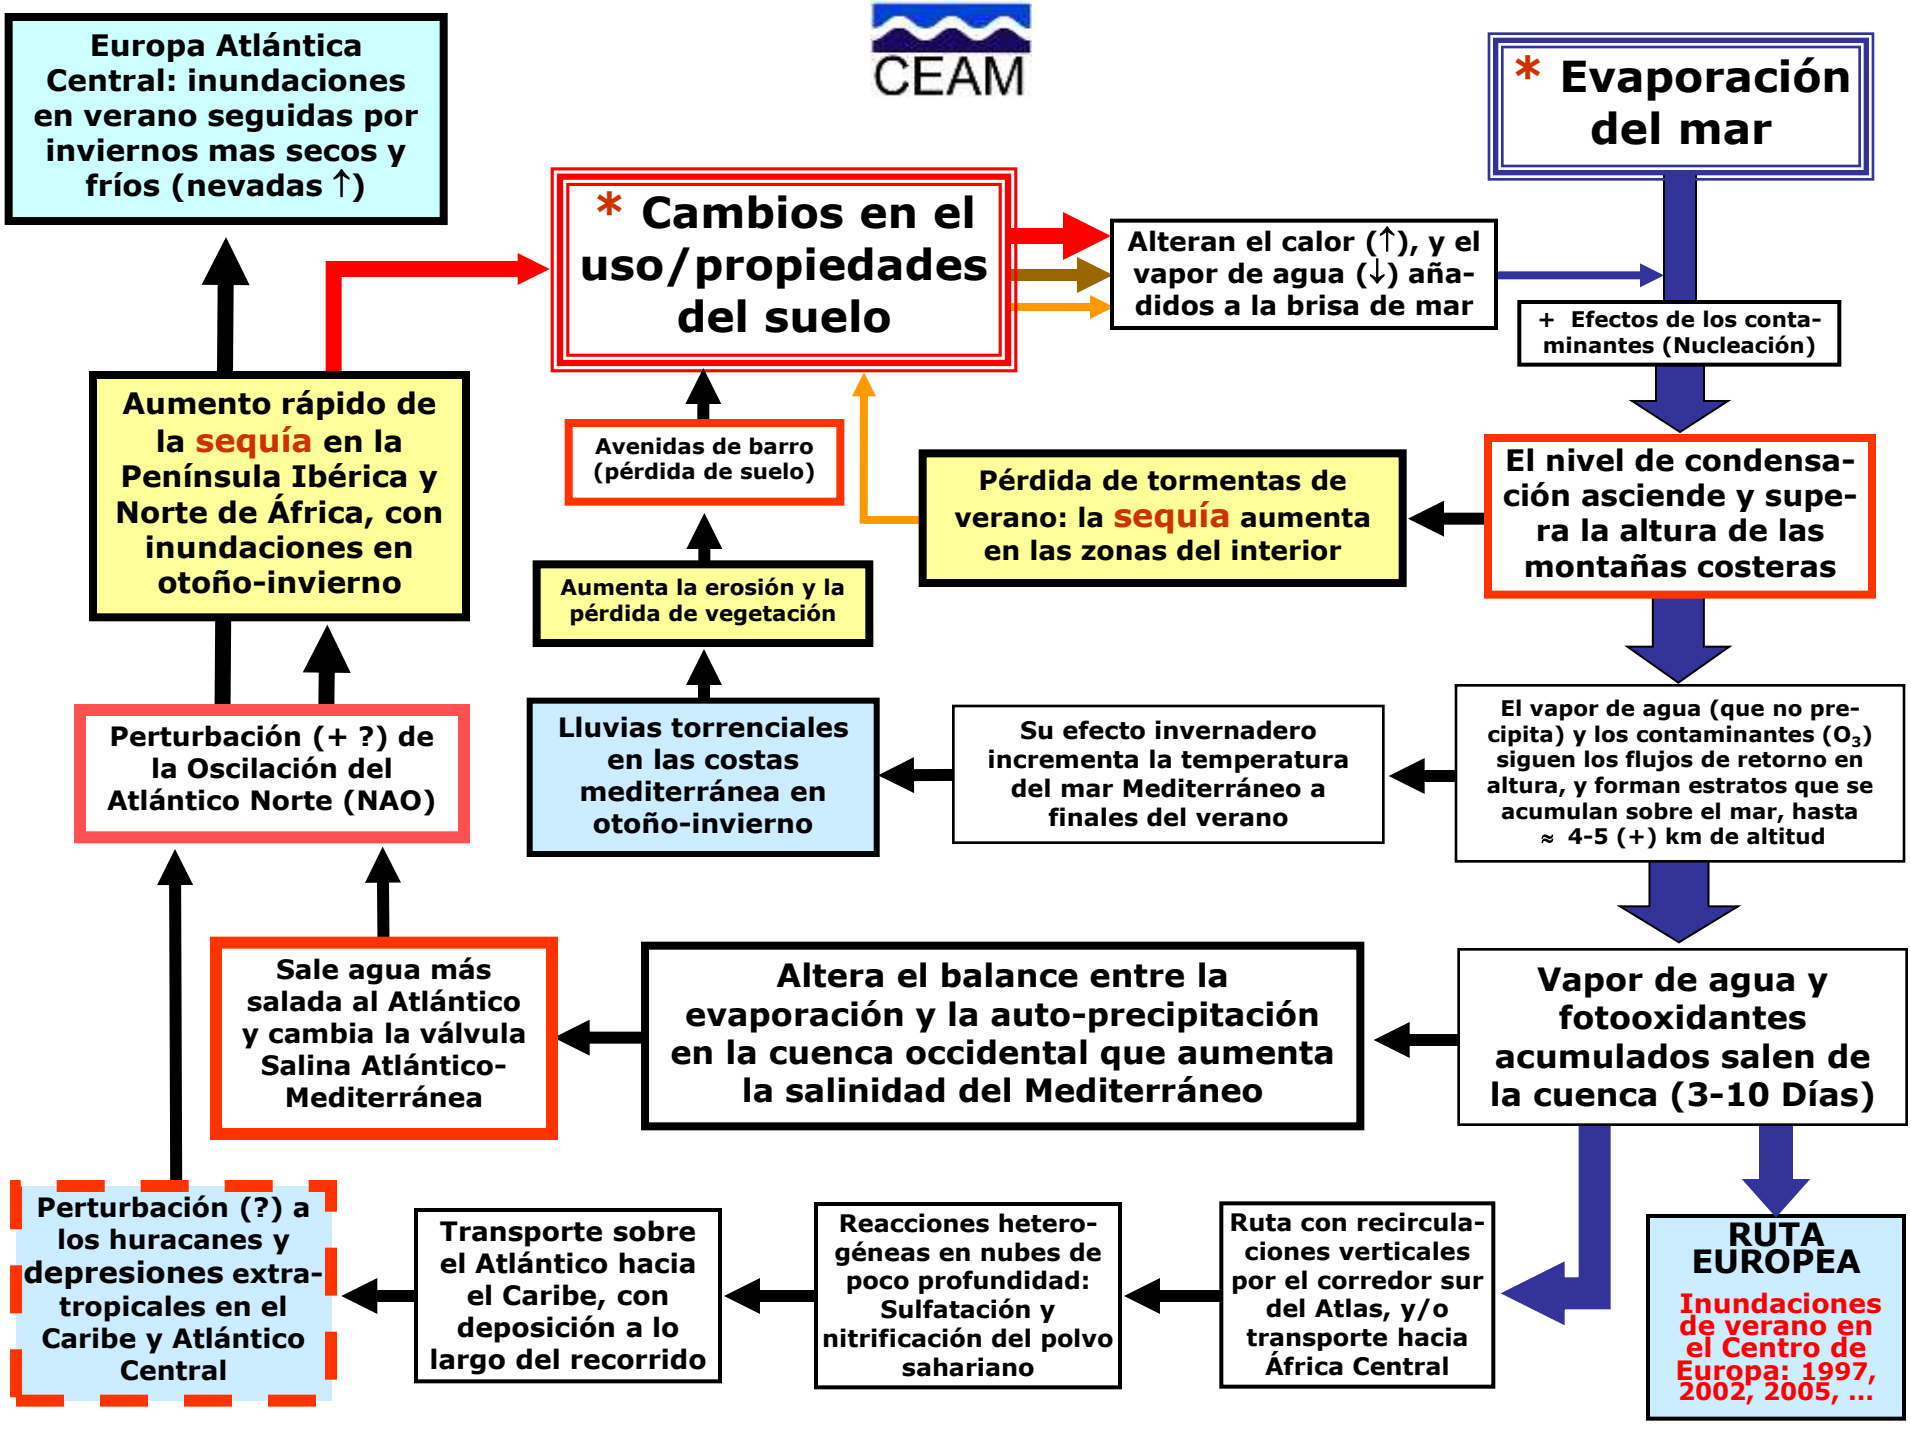 Europa Atlántica
Central: inundaciones
en verano seguidas por
inviernos mas secos y
fríos (nevadas ↑)
CEAM
* Evaporación
del mar
* Cambios en el
uso/propiedades
del suelo
Alteran el calor (↑), y el
vapor de agua (↓) aña-
didos a la brisa de mar
+ Efectos de los conta-
minantes (Nucleación)
Aumento rápido de
la sequía en la
Península Ibérica y
Norte de África, con
inundaciones en
otoño-invierno
Avenidas de barro
(pérdida de suelo)
Pérdida de tormentas de
verano: la sequía aumenta
en las zonas del interior
El nivel de condensa-
ción asciende y supe-
ra la altura de las
montañas costeras
Aumenta la erosión y la
pérdida de vegetación
Perturbación (+ ?) de
la Oscilación del
Atlántico Norte (NAO)
Lluvias torrenciales
en las costas
mediterránea en
otoño-invierno
Su efecto invernadero
incrementa la temperatura
del mar Mediterráneo a
finales del verano
El vapor de agua (que no pre-
cipita) y los contaminantes (O₃)
siguen los flujos de retorno en
altura, y forman estratos que se
acumulan sobre el mar, hasta
≈ 4-5 (+) km de altitud
Sale agua más
salada al Atlántico
y cambia la válvula
Salina Atlántico-
Mediterránea
Altera el balance entre la
evaporación y la auto-precipitación
en la cuenca occidental que aumenta
la salinidad del Mediterráneo
Vapor de agua y
fotooxidantes
acumulados salen de
la cuenca (3-10 Días)
Perturbación (?) a
los huracanes y
depresiones extra-
tropicales en el
Caribe y Atlántico
Central
Transporte sobre
el Atlántico hacia
el Caribe, con
deposición a lo
largo del recorrido
Reacciones hetero-
géneas en nubes de
poco profundidad:
Sulfatación y
nitrificación del polvo
sahariano
Ruta con recircula-
ciones verticales
por el corredor sur
del Atlas, y/o
transporte hacia
África Central
RUTA
EUROPEA
Inundaciones
de verano en
el Centro de
Europa: 1997,
2002, 2005, ...